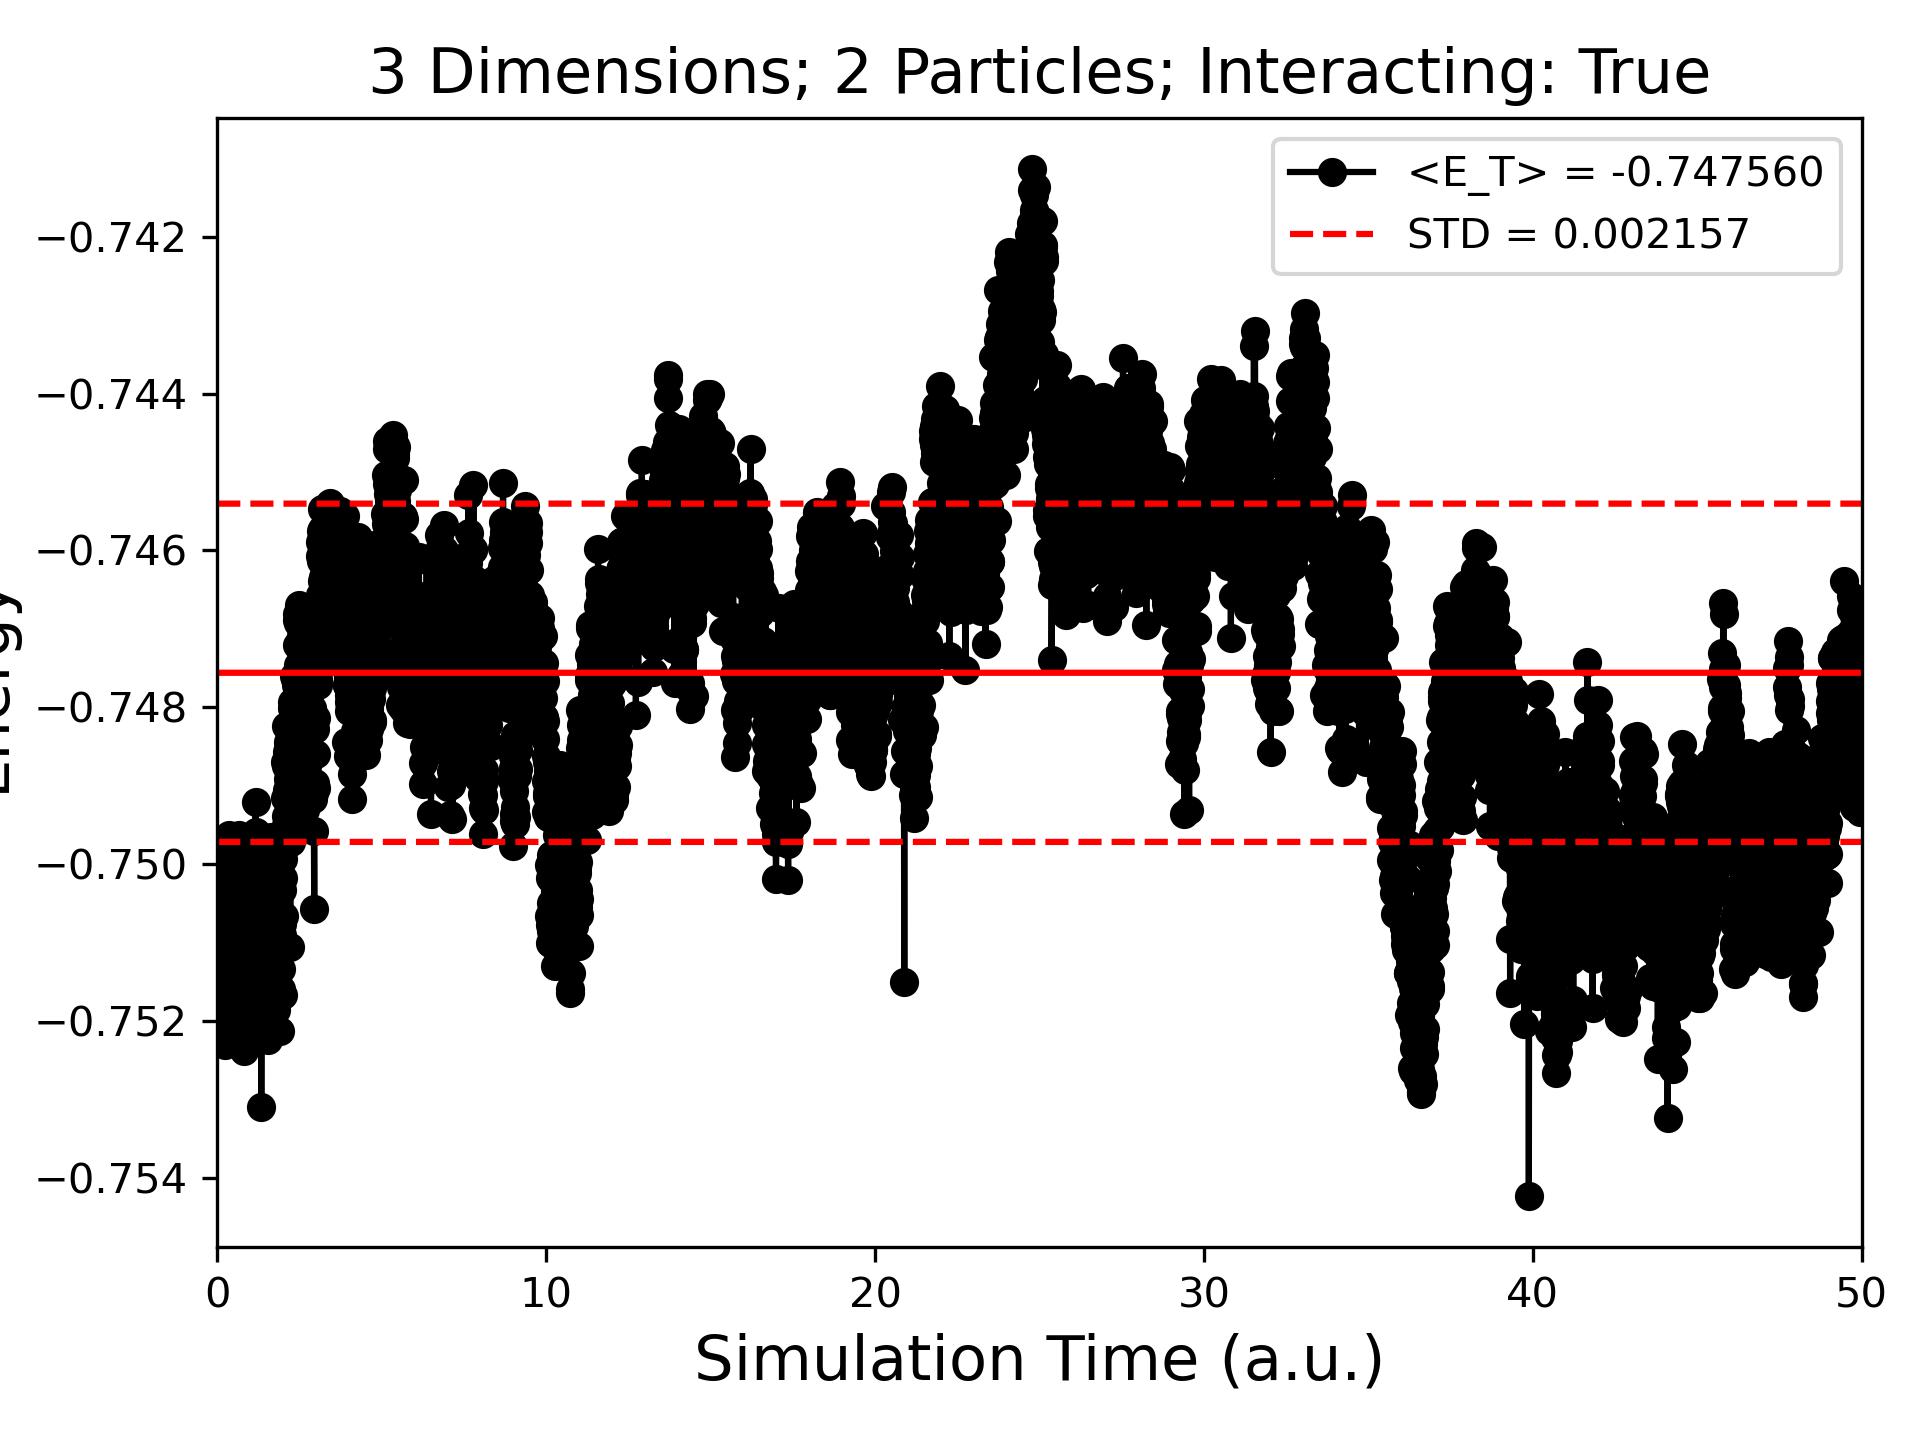 3 Dimensions; 2 Particles; Interacting: True
<E_T> = -0.747560
STD = 0.002157
−0.742
−0.744
−0.746
−0.748
−0.750
−0.752
−0.754
Energy
0 10 20 30 40 50
Simulation Time (a.u.)